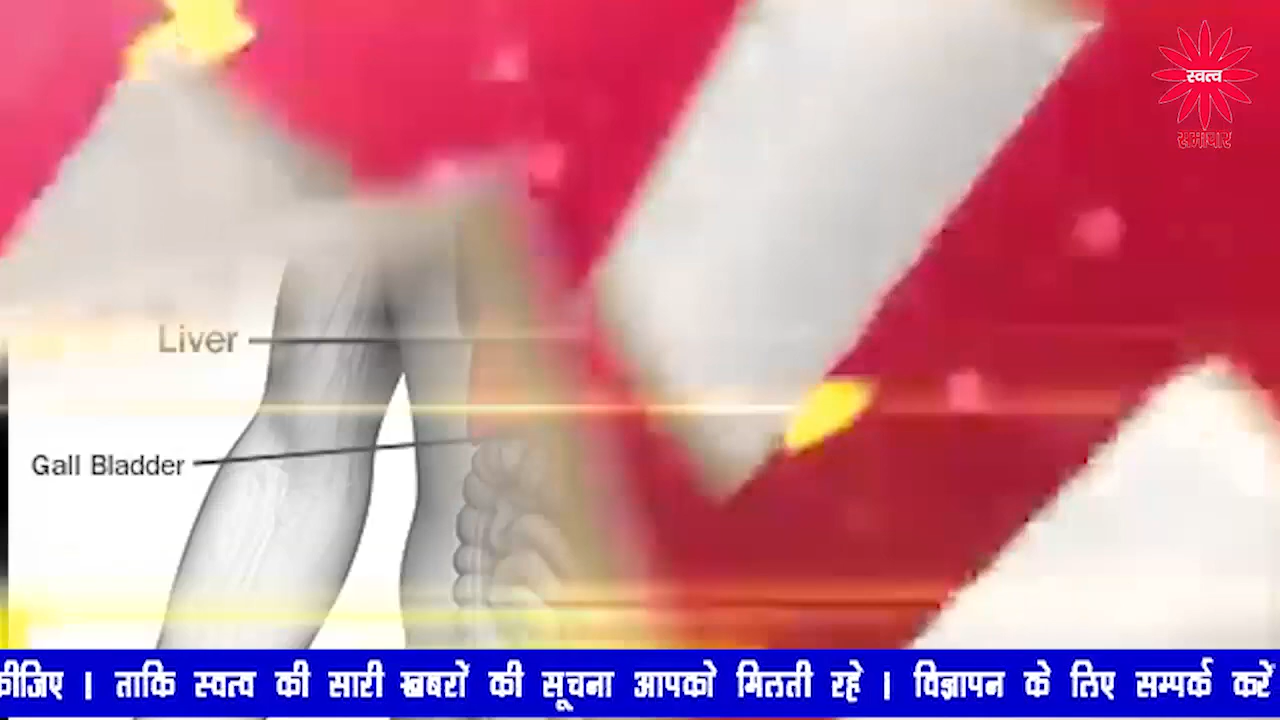 स्वत्व
समाचार
Liver
Gall Bladder
कीजिए । ताकि स्वत्व की सारी खबरों की सूचना आपको मिलती रहे । विज्ञापन के लिए सम्पर्क करें